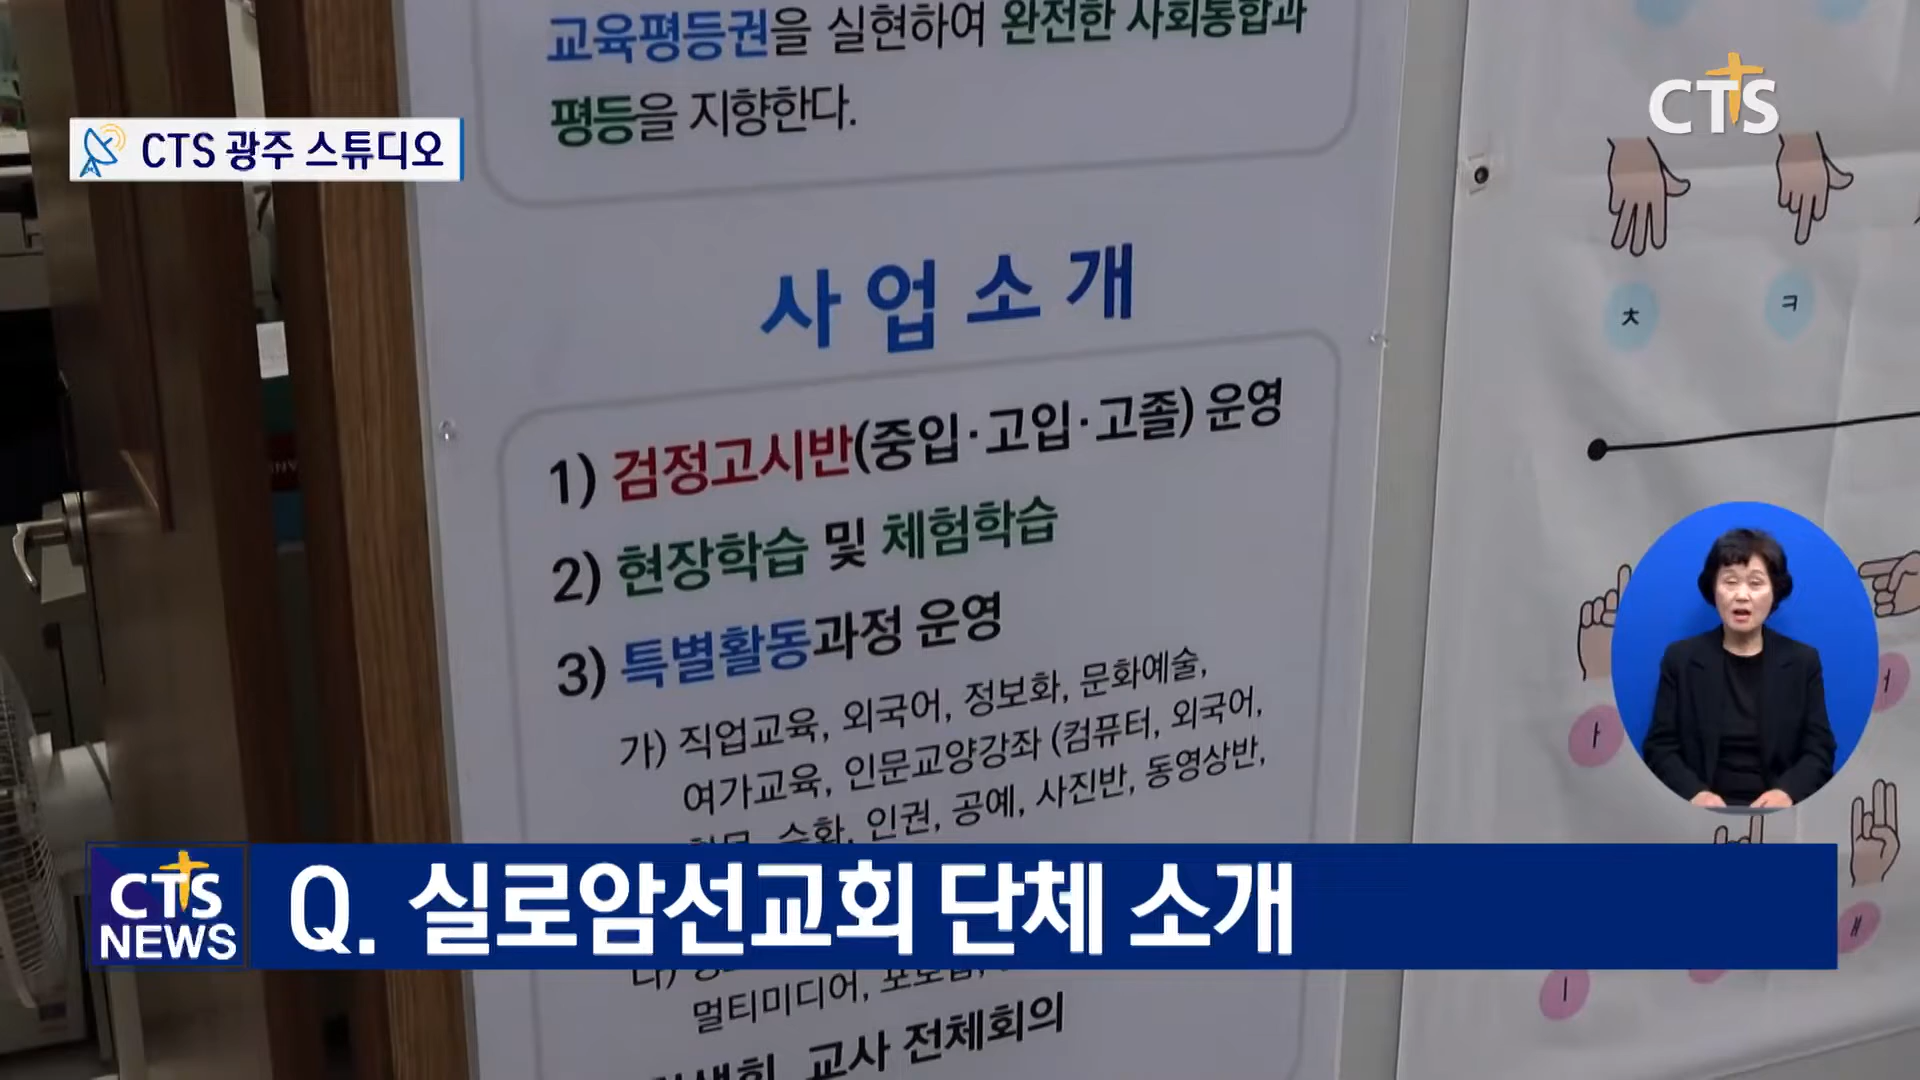 교육평등권을 실현하여 완전한 사회통합과
평등을 지향한다.
CTS
CTS 광주 스튜디오
사업소개
1) 검정고시반(중입·고입·고졸) 운영
2) 현장학습 및 체험학습
3) 특별활동과정 운영
가) 직업교육, 외국어, 정보화, 문화예술,
여가교육, 인문교양강좌 (컴퓨터, 외국어,
인권, 공예, 사진반, 동영상반,
멀티미디어,
교사 전체회의
ㅊ
ㅋ
ㅏ
ㅓ
ㅐ
ㅣ
CTS
NEWS
Q. 실로암선교회 단체 소개